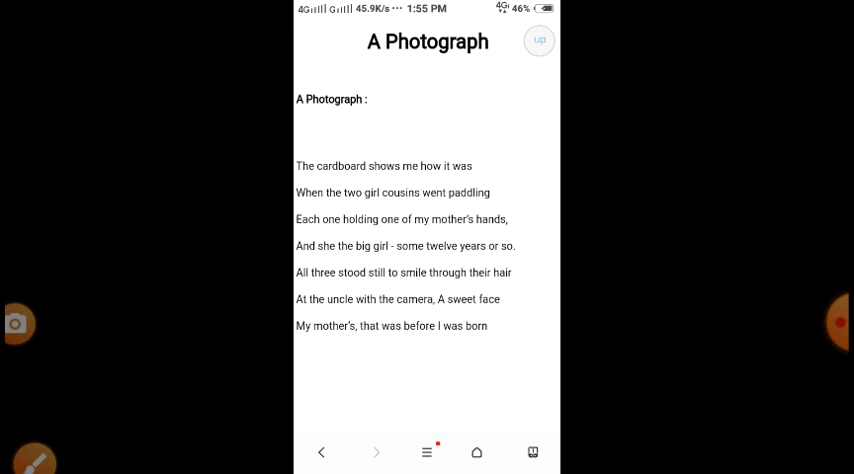 4G G 45.9K/s ··· 1:55 PM 4G 46%
A Photograph
up
A Photograph :
The cardboard shows me how it was
When the two girl cousins went paddling
Each one holding one of my mother's hands,
And she the big girl - some twelve years or so.
All three stood still to smile through their hair
At the uncle with the camera, A sweet face
My mother's, that was before I was born